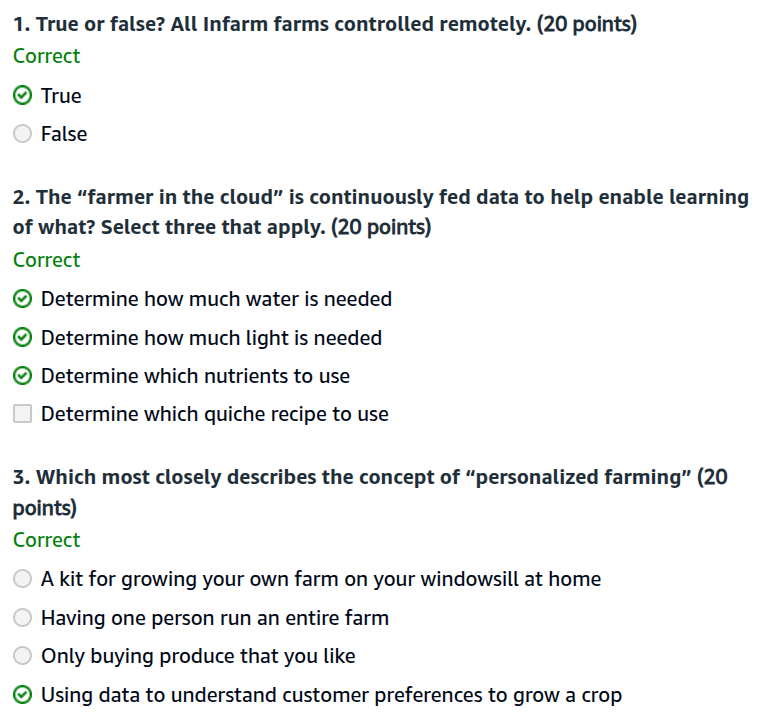 1. True or false? All Infarm farms controlled remotely. (20 points)
Correct
True
False
2. The “farmer in the cloud” is continuously fed data to help enable learning
of what? Select three that apply. (20 points)
Correct
Determine how much water is needed
Determine how much light is needed
Determine which nutrients to use
Determine which quiche recipe to use
3. Which most closely describes the concept of “personalized farming” (20
points)
Correct
A kit for growing your own farm on your windowsill at home
Having one person run an entire farm
Only buying produce that you like
Using data to understand customer preferences to grow a crop